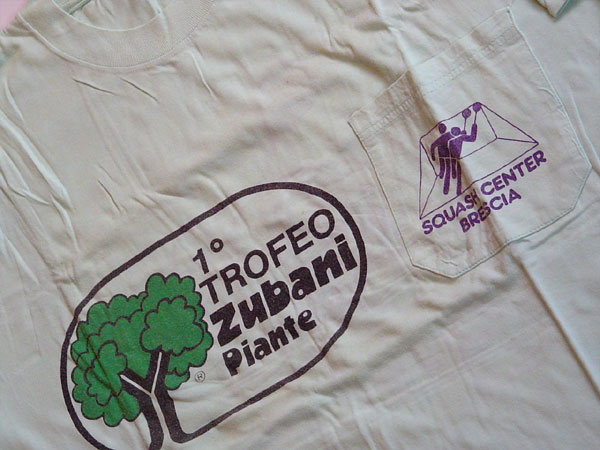 1°
TROFEO
Zubani
Piante
®
SQUASH CENTER
BRESCIA